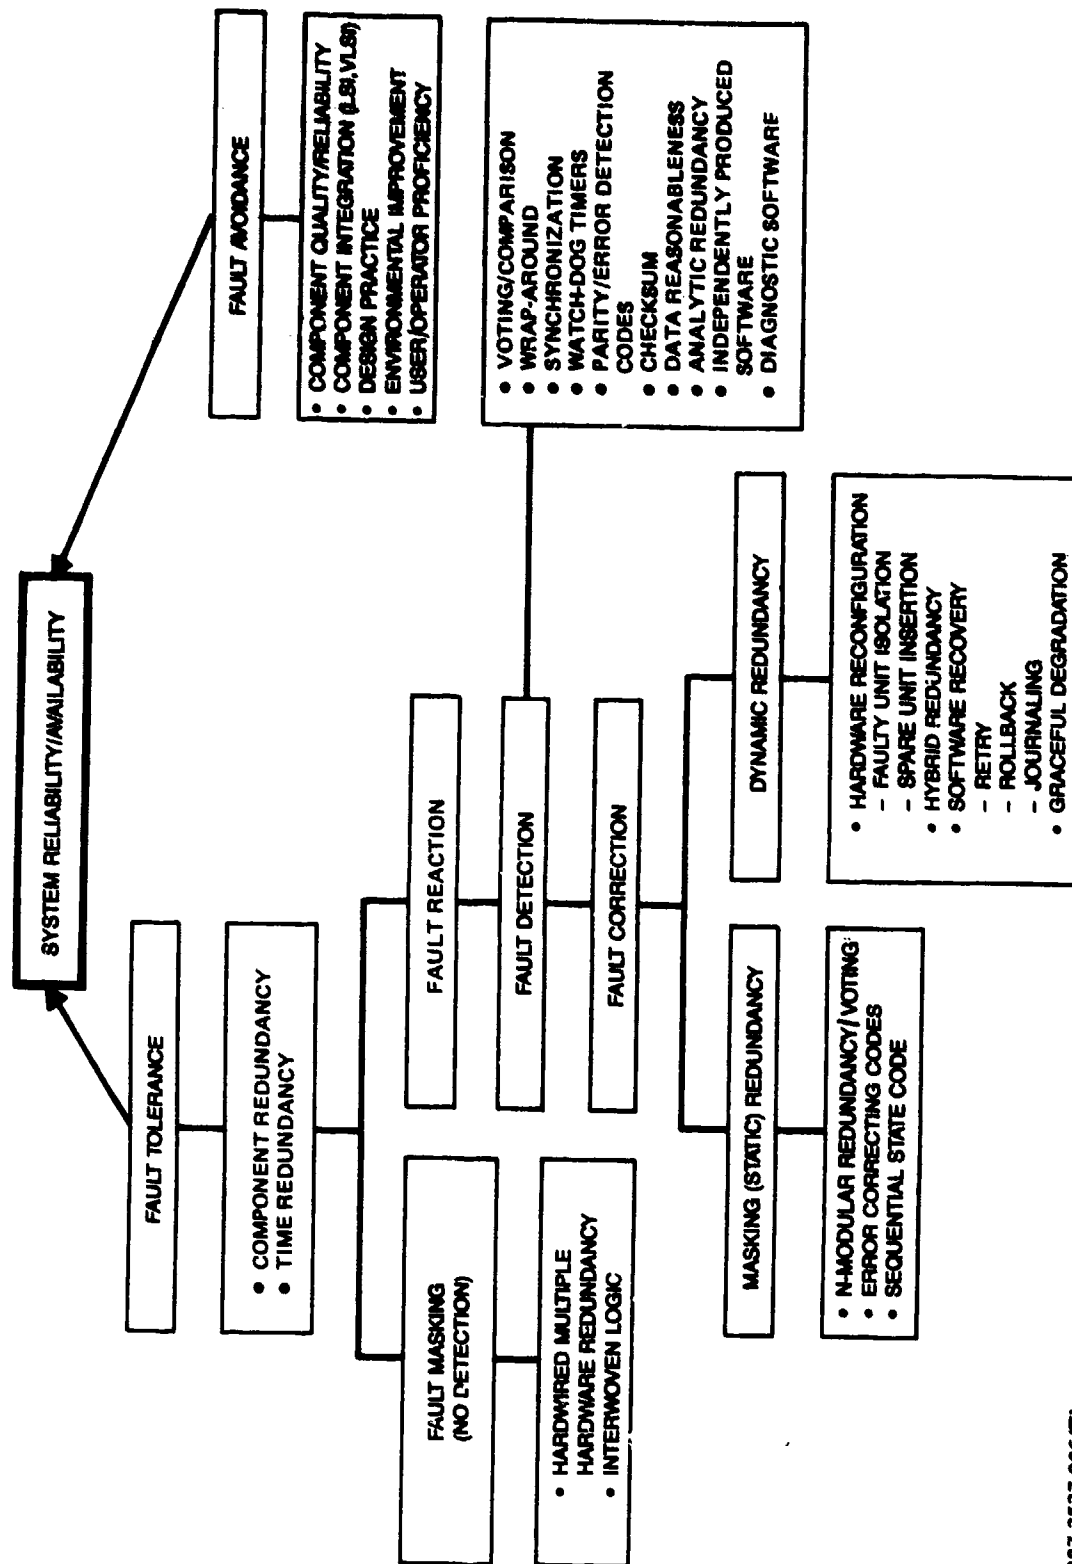 SYSTEM RELIABILITY/AVAILABILITY
FAULT TOLERANCE
• COMPONENT REDUNDANCY
• TIME REDUNDANCY
FAULT MASKING
(NO DETECTION)
• HARDWIRED MULTIPLE
HARDWARE REDUNDANCY
• INTERWOVEN LOGIC
FAULT REACTION
FAULT DETECTION
FAULT CORRECTION
MASKING (STATIC) REDUNDANCY
• N-MODULAR REDUNDANCY/VOTING
• ERROR CORRECTING CODES
• SEQUENTIAL STATE CODE
DYNAMIC REDUNDANCY
• HARDWARE RECONFIGURATION
– FAULTY UNIT ISOLATION
– SPARE UNIT INSERTION
• HYBRID REDUNDANCY
• SOFTWARE RECOVERY
– RETRY
– ROLLBACK
– JOURNALING
• GRACEFUL DEGRADATION
FAULT AVOIDANCE
• COMPONENT QUALITY/RELIABILITY
• COMPONENT INTEGRATION (LSI,VLSI)
• DESIGN PRACTICE
• ENVIRONMENTAL IMPROVEMENT
• USER/OPERATOR PROFICIENCY
• VOTING/COMPARISON
• WRAP-AROUND
• SYNCHRONIZATION
• WATCH-DOG TIMERS
• PARITY/ERROR DETECTION
CODES
• CHECKSUM
• DATA REASONABLENESS
• ANALYTIC REDUNDANCY
• INDEPENDENTLY PRODUCED
SOFTWARE
• DIAGNOSTIC SOFTWARE